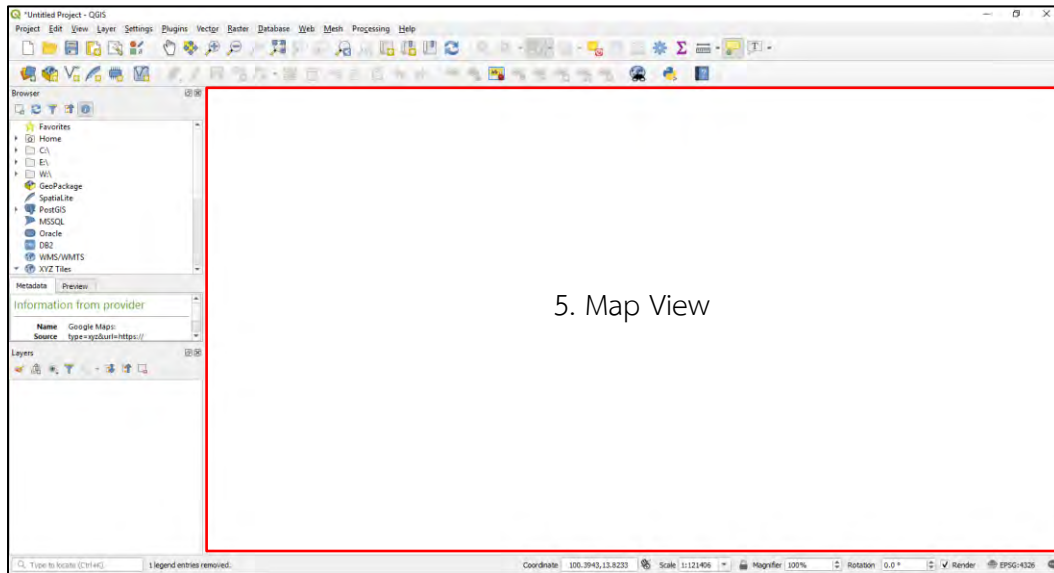 *Untitled Project - QGIS
Project Edit View Layer Settings Plugins Vector Raster Database Web Mesh Processing Help
Browser
Favorites
Home
C:\
E:\
W:\
GeoPackage
SpatiaLite
PostGIS
MSSQL
Oracle
DB2
WMS/WMTS
XYZ Tiles
Metadata Preview
Information from provider
Name Google Maps
Source type=xyz&url=https://
Layers
5. Map View
Type to locate (Ctrl+K) 1 legend entries removed. Coordinate 100.3943,13.8233 Scale 1:121406 Magnifier 100% Rotation 0.0 ° Render EPSG:4326